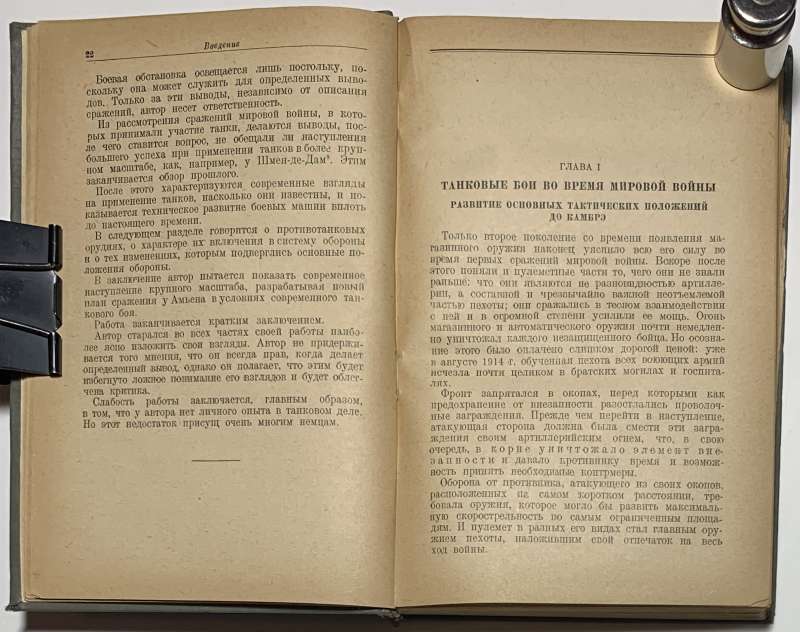 22
Введение
Боевая обстановка освещается лишь постольку, по-
скольку она может служить для определенных выво-
дов. Только за эти выводы, независимо от описания
сражений, автор несет ответственность.
Из рассмотрения сражений мировой войны, в кото-
рых принимали участие танки, делаются выводы, пос-
ле чего ставится вопрос, не обещали ли наступления
большего успеха при применении танков в более круп-
ном масштабе, как, например, у Шмен-де-Дам. Этим
заканчивается обзор прошлого.
После этого характеризуются современные взгляды
на применение танков, насколько они известны, и по-
казывается техническое развитие боевых машин вплоть
до настоящего времени.
В следующем разделе говорится о противотанковых
орудиях, о характере их включения в систему обороны
и о тех изменениях, которым подверглись основные по-
ложения обороны.
В заключение автор пытается показать современное
наступление крупного масштаба, разрабатывая новый
план сражения у Амьена в условиях современного тан-
кового боя.
Работа заканчивается кратким заключением.
Автор старался во всех частях своей работы наибо-
лее ясно изложить свои взгляды. Автор не придержи-
вается того мнения, что он всегда прав, когда делает
определенный вывод, однако он полагает, что этим будет
избегнуто ложное понимание его взглядов и будет облег-
чена критика.
Слабость работы заключается, главным образом,
в том, что у автора нет личного опыта в танковом деле.
Но этот недостаток присущ очень многим немцам.
ГЛАВА I
ТАНКОВЫЕ БОИ ВО ВРЕМЯ МИРОВОЙ ВОЙНЫ
РАЗВИТИЕ ОСНОВНЫХ ТАКТИЧЕСКИХ ПОЛОЖЕНИЙ
ДО КАМБРЭ
Только второе поколение со времени появления ма-
газинного оружия наконец уяснило всю его силу во
время первых сражений мировой войны. Вскоре после
этого поняли и пулеметные части то, чего они не знали
раньше: что они являются не разновидностью артилле-
рии, а составной и чрезвычайно важной неотъемлемой
частью пехоты; они сражались в тесном взаимодействии
с ней и в огромной степени усилили ее мощь. Огонь
магазинного и автоматического оружия почти немедлен-
но уничтожал каждого незащищенного бойца. Но осозна-
ние этого было оплачено слишком дорогой ценой: уже
в августе 1914 г. обученная пехота всех воюющих армий
исчезла почти целиком в братских могилах и госпита-
лях.
Фронт запрятался в окопах, перед которыми как
предохранение от внезапности разостлались проволоч-
ные заграждения. Прежде чем перейти в наступление,
атакующая сторона должна была смести эти загра-
ждения своим артиллерийским огнем, что, в свою
очередь, в корне уничтожало элемент вне-
запности и давало противнику время и возмож-
ность принять необходимые контрмеры.
Оборона от противника, атакующего из своих окопов,
расположенных на самом коротком расстоянии, тре-
бовала оружия, которое могло бы развить максималь-
ную скорострельность по самым ограниченным площа-
дям. И пулемет в разных его видах стал главным ору-
жием пехоты, наложившим свой отпечаток на весь
ход войны.